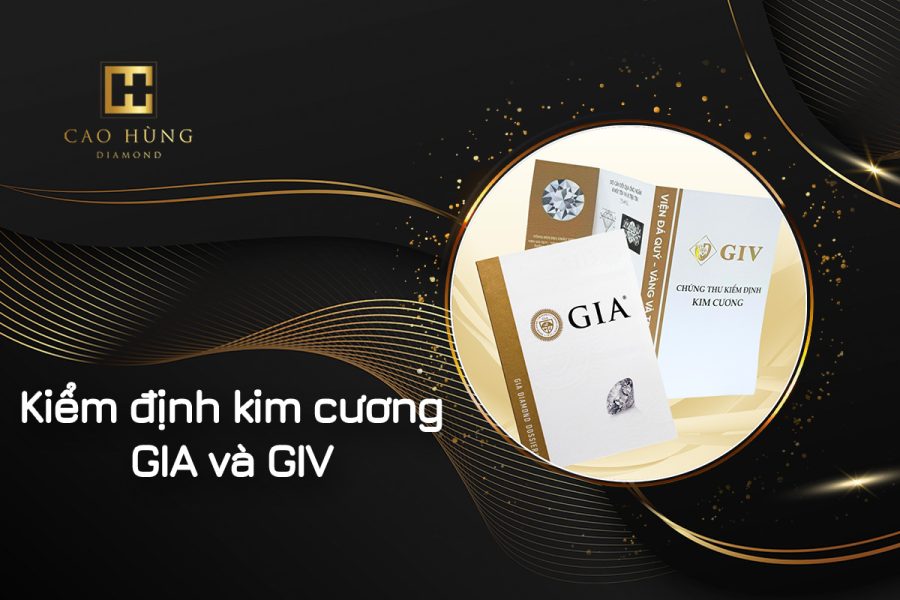 CAO HÙNG
DIAMOND
Kiểm định kim cương
GIA và GIV
GIA®
GIA DIAMOND DOSSIER
VIỆN ĐÁ QUÝ - VÀNG VÀ
GIV
CHỨNG THƯ KIỂM ĐỊNH
KIM CƯƠNG